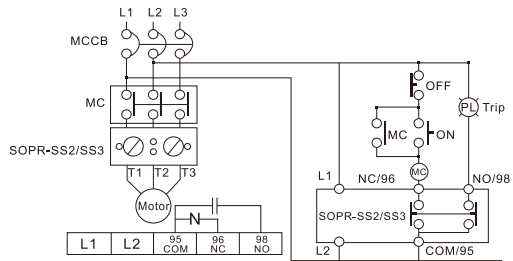 L1 L2 L3
MCCB
MC
SOPR-SS2/SS3
T1 T2 T3
Motor
L1 L2 95 COM 96 NC 98 NO
OFF
PL Trip
MC ON
L1 NC/96 MC NO/98
SOPR-SS2/SS3
L2 COM/95